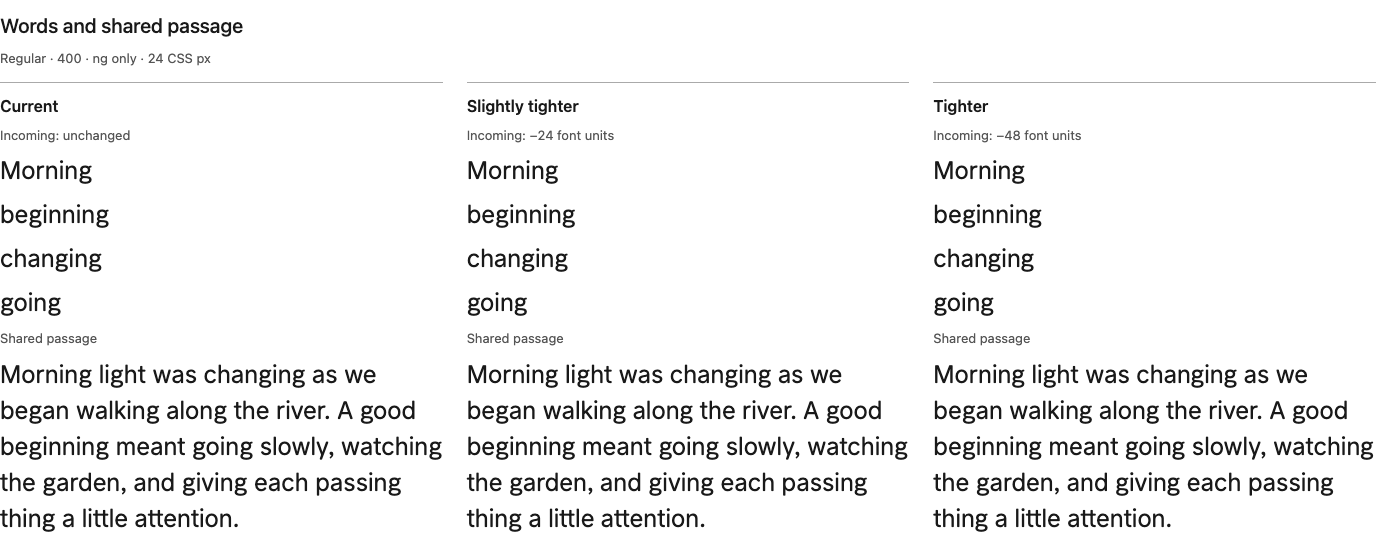 Words and shared passage
Regular · 400 · ng only · 24 CSS px
Current
Incoming: unchanged
Morning
beginning
changing
going
Shared passage
Morning light was changing as we
began walking along the river. A good
beginning meant going slowly, watching
the garden, and giving each passing
thing a little attention.
Slightly tighter
Incoming: −24 font units
Morning
beginning
changing
going
Shared passage
Morning light was changing as we
began walking along the river. A good
beginning meant going slowly, watching
the garden, and giving each passing
thing a little attention.
Tighter
Incoming: −48 font units
Morning
beginning
changing
going
Shared passage
Morning light was changing as we
began walking along the river. A good
beginning meant going slowly, watching
the garden, and giving each passing
thing a little attention.